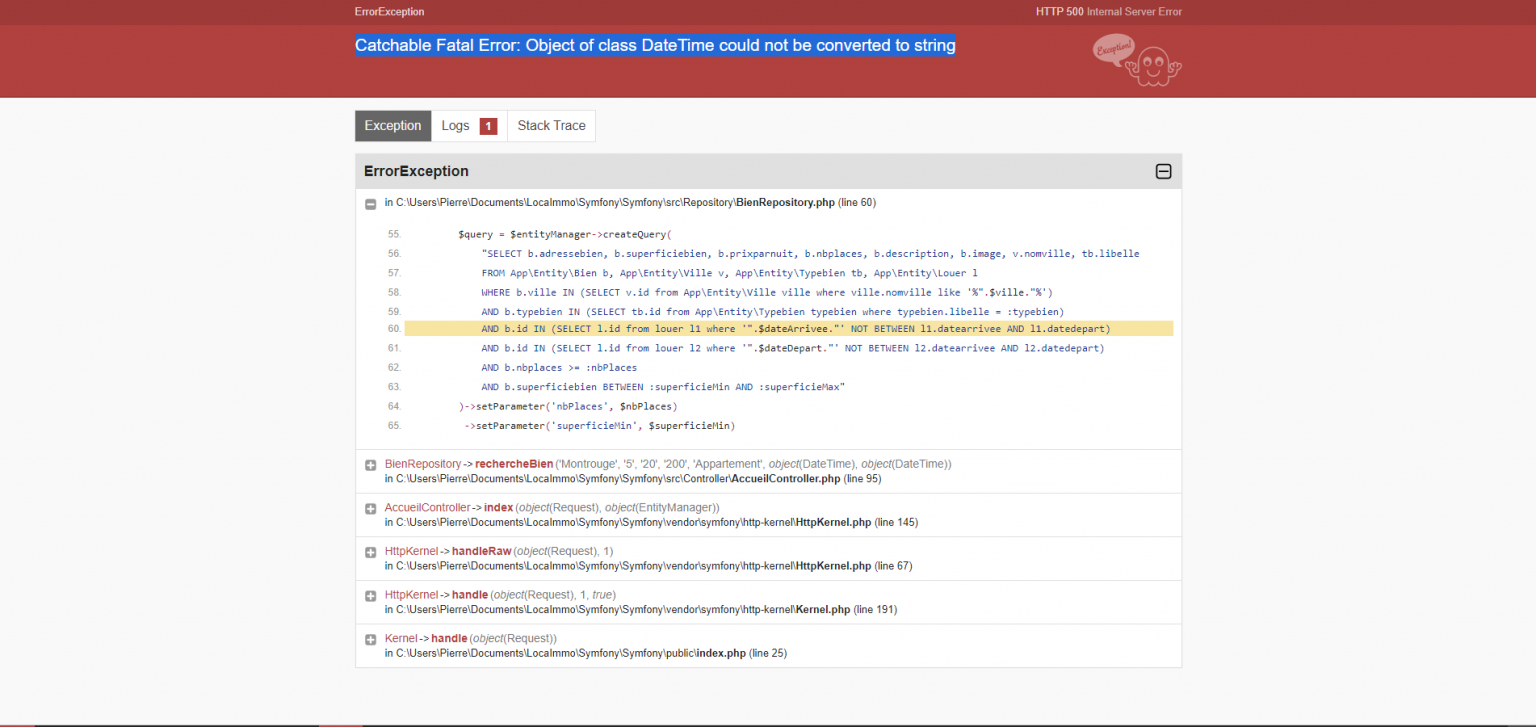 ErrorException
HTTP 500 Internal Server Error
Catchable Fatal Error: Object of class DateTime could not be converted to string
Exception!
Exception
Logs 1
Stack Trace
ErrorException
in C:\Users\Pierre\Documents\LocaImmo\Symfony\Symfony\src\Repository\BienRepository.php (line 60)
55. $query = $entityManager->createQuery(
56. "SELECT b.adressebien, b.superficiebien, b.prixparnuit, b.nbplaces, b.description, b.image, v.nomville, tb.libelle
57. FROM App\Entity\Bien b, App\Entity\Ville v, App\Entity\Typebien tb, App\Entity\Louer l
58. WHERE b.ville IN (SELECT v.id from App\Entity\Ville ville where ville.nomville like '%".$ville."%')
59. AND b.typebien IN (SELECT tb.id from App\Entity\Typebien typebien where typebien.libelle = :typebien)
60. AND b.id IN (SELECT l.id from louer l1 where '".$dateArrivee."' NOT BETWEEN l1.datearrivee AND l1.datedepart)
61. AND b.id IN (SELECT l.id from louer l2 where '".$dateDepart."' NOT BETWEEN l2.datearrivee AND l2.datedepart)
62. AND b.nbplaces >= :nbPlaces
63. AND b.superficiebien BETWEEN :superficieMin AND :superficieMax"
64. )->setParameter('nbPlaces', $nbPlaces)
65. ->setParameter('superficieMin', $superficieMin)
BienRepository->rechercheBien('Montrouge', '5', '20', '200', 'Appartement', object(DateTime), object(DateTime))
in C:\Users\Pierre\Documents\LocaImmo\Symfony\Symfony\src\Controller\AccueilController.php (line 95)
AccueilController->index(object(Request), object(EntityManager))
in C:\Users\Pierre\Documents\LocaImmo\Symfony\Symfony\vendor\symfony\http-kernel\HttpKernel.php (line 145)
HttpKernel->handleRaw(object(Request), 1)
in C:\Users\Pierre\Documents\LocaImmo\Symfony\Symfony\vendor\symfony\http-kernel\HttpKernel.php (line 67)
HttpKernel->handle(object(Request), 1, true)
in C:\Users\Pierre\Documents\LocaImmo\Symfony\Symfony\vendor\symfony\http-kernel\Kernel.php (line 191)
Kernel->handle(object(Request))
in C:\Users\Pierre\Documents\LocaImmo\Symfony\Symfony\public\index.php (line 25)